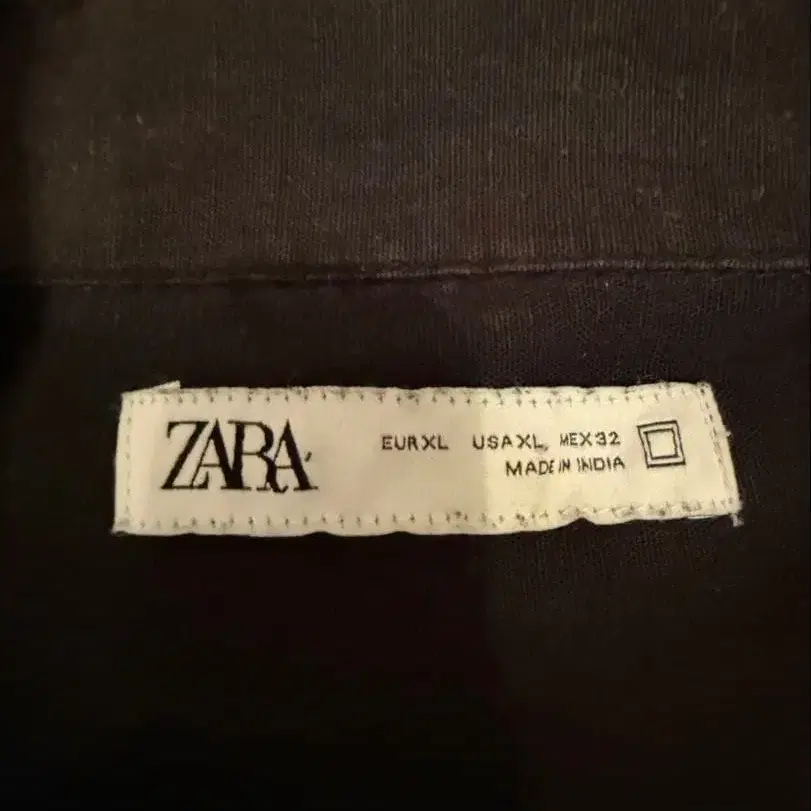 ZARA
EUR XL USA XL MEX 32
MADE IN INDIA